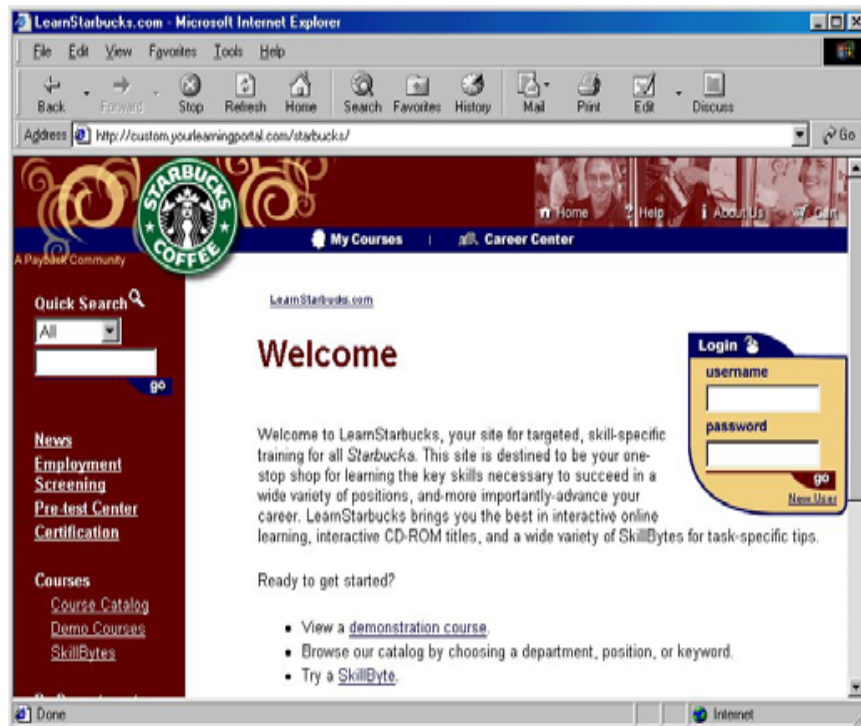 LearnStarbucks.com - Microsoft Internet Explorer
File Edit View Favorites Tools Help
Back Forward Stop Refresh Home Search Favorites History Mail Print Edit Discuss
Address http://custom.yourlearningportal.com/starbucks/ Go
STARBUCKS
COFFEE
Home ? Help i About Us Cart
My Courses | Career Center
A Payback Community
Quick Search
All
go
News
Employment
Screening
Pre-test Center
Certification
Courses
Course Catalog
Demo Courses
SkillBytes
LearnStarbucks.com
Welcome
Login
username
password
go
New User
Welcome to LearnStarbucks, your site for targeted, skill-specific
training for all Starbucks. This site is destined to be your one-
stop shop for learning the key skills necessary to succeed in a
wide variety of positions, and-more importantly-advance your
career. LearnStarbucks brings you the best in interactive online
learning, interactive CD-ROM titles, and a wide variety of SkillBytes for task-specific tips.
Ready to get started?
• View a demonstration course.
• Browse our catalog by choosing a department, position, or keyword.
• Try a SkillByte.
Done Internet